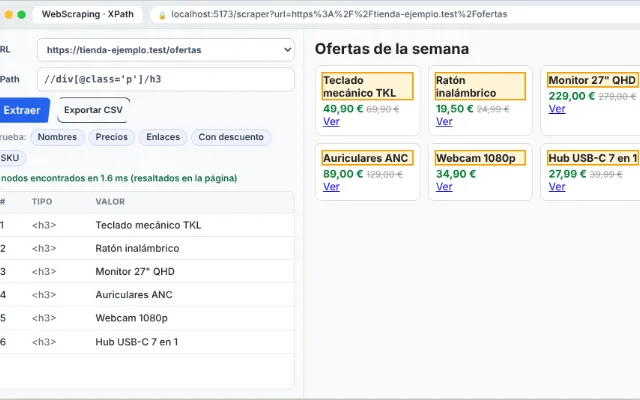 WebScraping · XPath
localhost:5173/scraper?url=https%3A%2F%2Ftienda-ejemplo.test%2Fofertas
RL
https://tienda-ejemplo.test/ofertas
Path
//div[@class='p']/h3
Extraer
Exportar CSV
rueba:
Nombres
Precios
Enlaces
Con descuento
SKU
nodos encontrados en 1.6 ms (resaltados en la página)
#
TIPO
VALOR
1
<h3>
Teclado mecánico TKL
2
<h3>
Ratón inalámbrico
3
<h3>
Monitor 27" QHD
4
<h3>
Auriculares ANC
5
<h3>
Webcam 1080p
6
<h3>
Hub USB-C 7 en 1
Ofertas de la semana
Teclado
mecánico TKL
49,90 € 69,90 €
Ver
Ratón
inalámbrico
19,50 € 24,99 €
Ver
Monitor 27" QHD
229,00 € 279,00 €
Ver
Auriculares ANC
89,00 € 129,00 €
Ver
Webcam 1080p
34,90 €
Ver
Hub USB-C 7 en 1
27,99 € 39,99 €
Ver